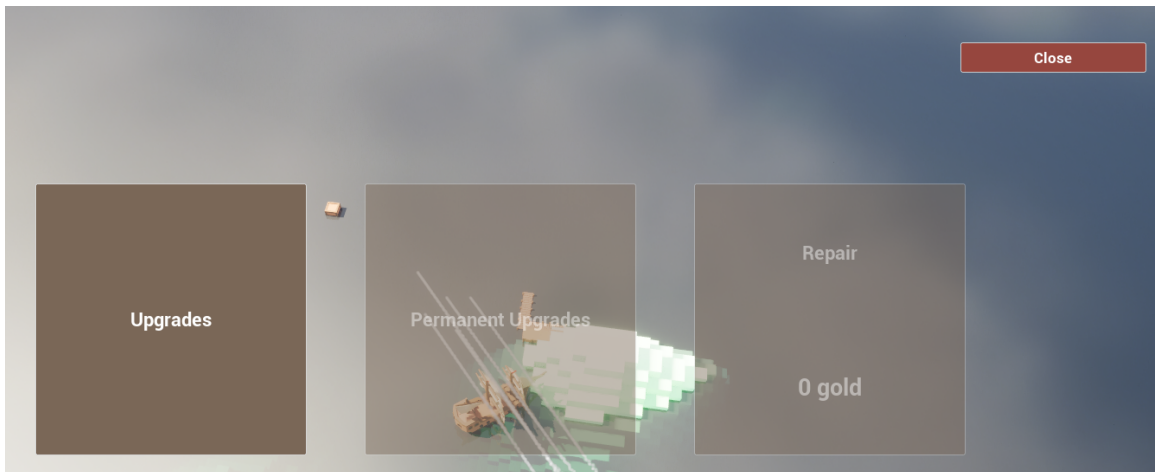 Close
Upgrades
Permanent Upgrades
Repair
0 gold